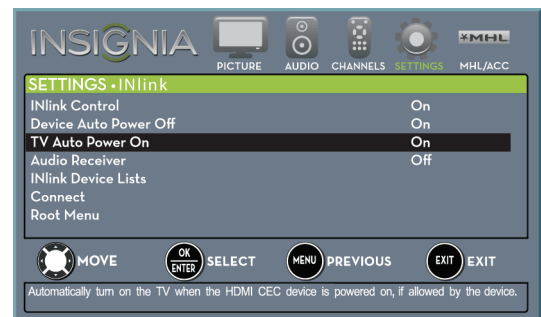 INSIGNIA
PICTURE AUDIO CHANNELS SETTINGS MHL MHL/ACC
SETTINGS • INlink
INlink Control On
Device Auto Power Off On
TV Auto Power On On
Audio Receiver Off
INlink Device Lists
Connect
Root Menu
MOVE OK ENTER SELECT MENU PREVIOUS EXIT EXIT
Automatically turn on the TV when the HDMI CEC device is powered on, if allowed by the device.